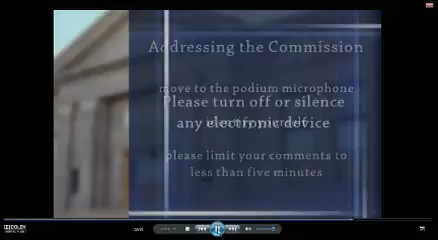 Addressing the Commission
move to the podium microphone
Please turn off or silence
any electronic device
please limit your comments to
less than five minutes
DOLBY